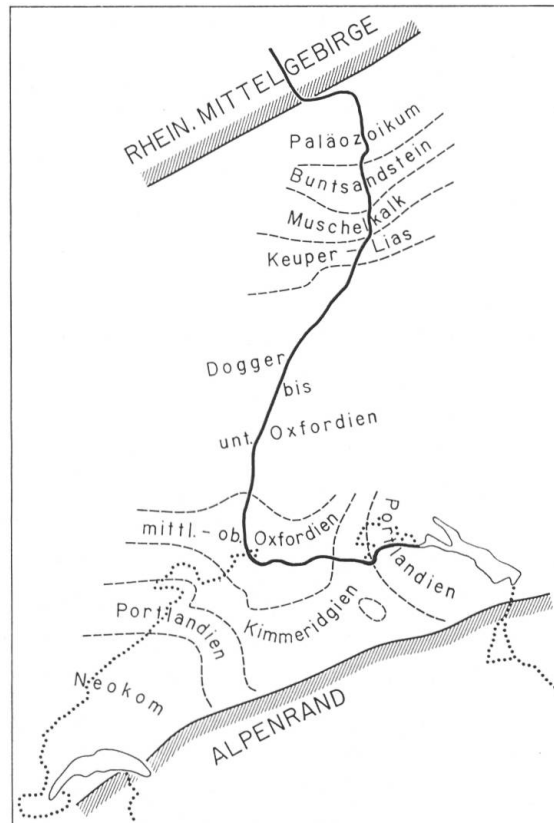 RHEIN. MITTELGEBIRGE
Paläozoikum
Buntsandstein
Muschelkalk
Keuper – Lias
Dogger
bis
unt. Oxfordien
mittl.-ob. Oxfordien
Portlandien
Kimmeridgien
Portlandien
Neokom
ALPENRAND